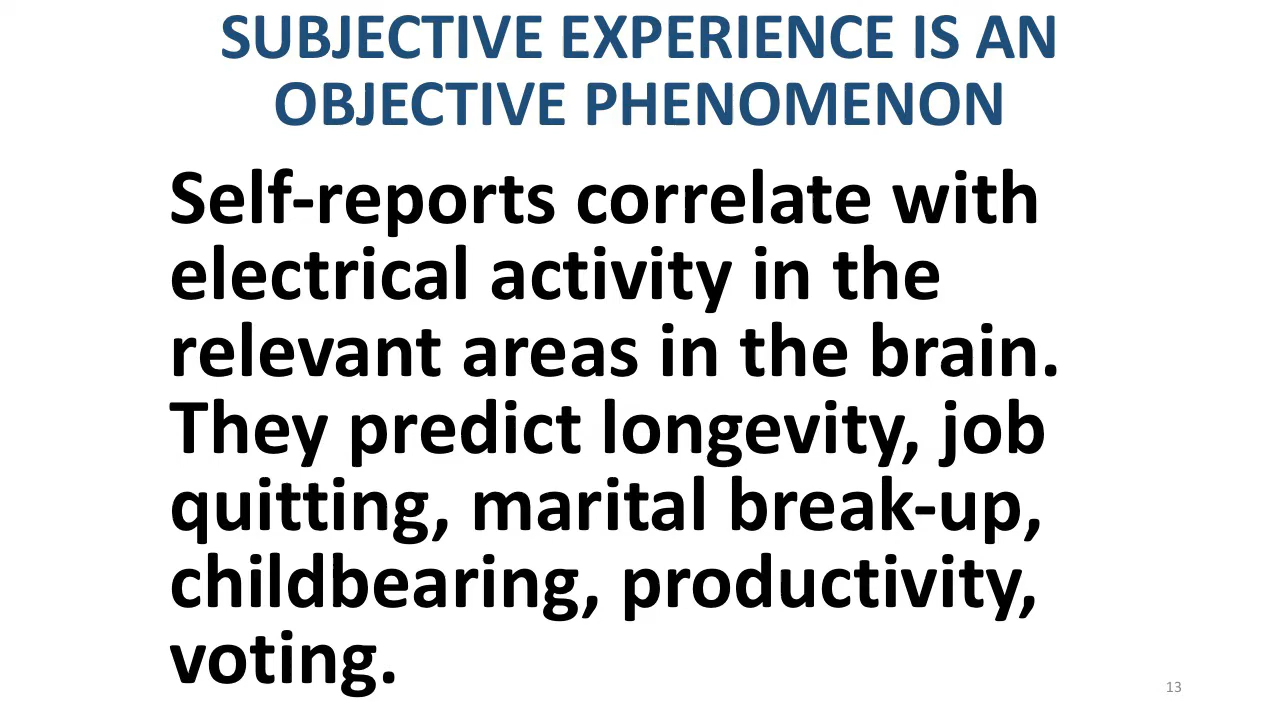 SUBJECTIVE EXPERIENCE IS AN
OBJECTIVE PHENOMENON
Self-reports correlate with
electrical activity in the
relevant areas in the brain.
They predict longevity, job
quitting, marital break-up,
childbearing, productivity,
voting.
13